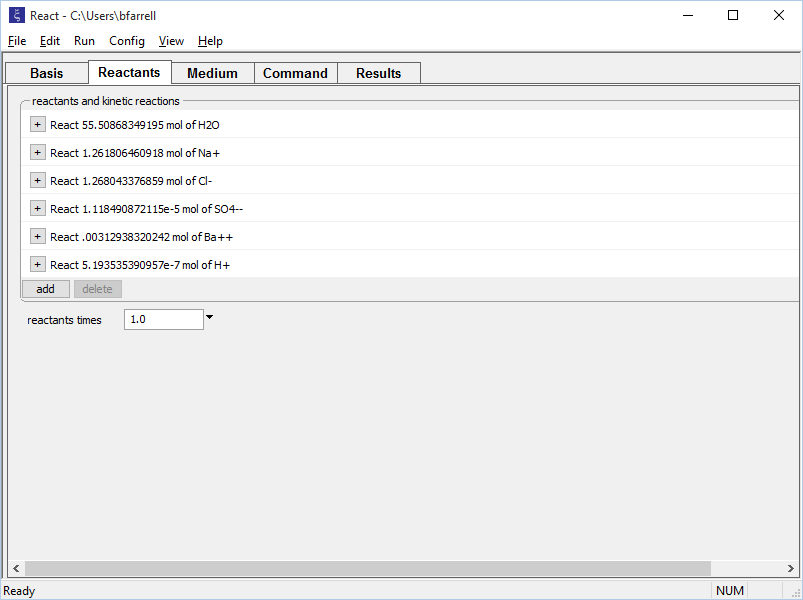 React - C:\Users\bfarrell
File Edit Run Config View Help
Basis Reactants Medium Command Results
reactants and kinetic reactions
+ React 55.50868349195 mol of H2O
+ React 1.261806460918 mol of Na+
+ React 1.268043376859 mol of Cl-
+ React 1.118490872115e-5 mol of SO4--
+ React .00312938320242 mol of Ba++
+ React 5.193535390957e-7 mol of H+
add delete
reactants times 1.0
Ready NUM